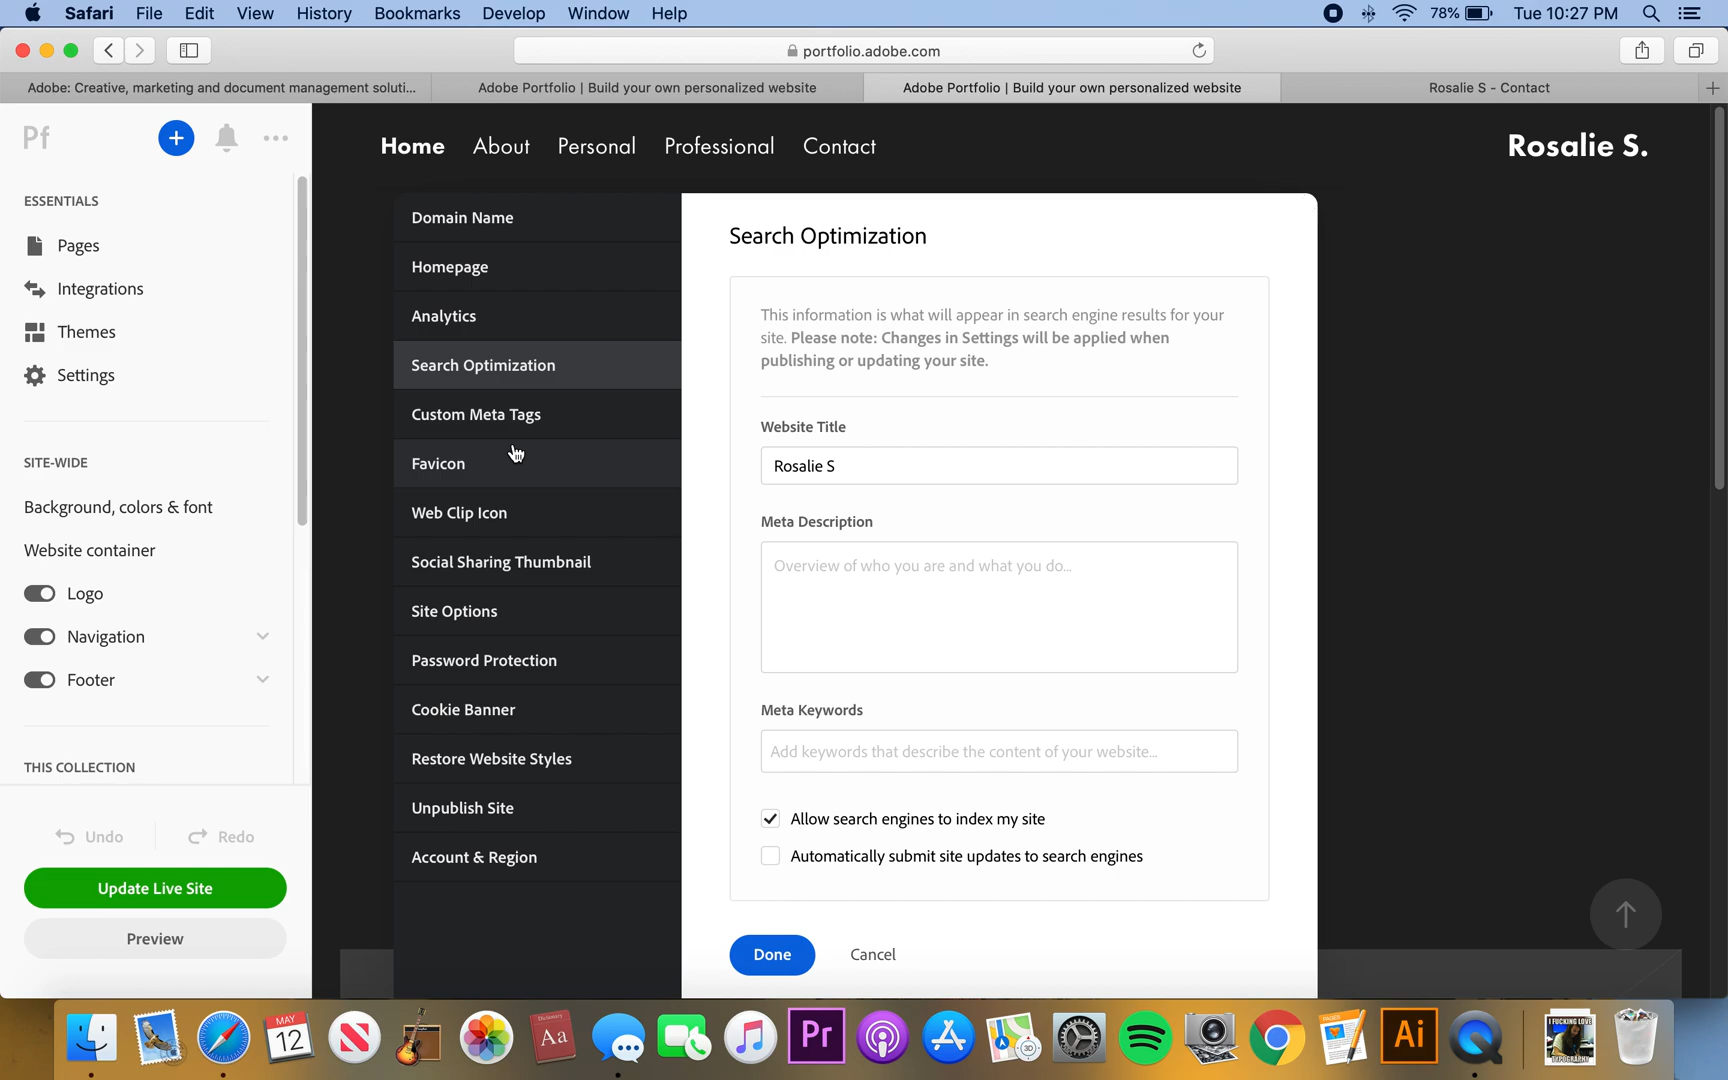 Safari File Edit View History Bookmarks Develop Window Help 78% Tue 10:27 PM
portfolio.adobe.com
Adobe: Creative, marketing and document management soluti... Adobe Portfolio | Build your own personalized website Adobe Portfolio | Build your own personalized website Rosalie S - Contact
Pf
Home About Personal Professional Contact Rosalie S.
ESSENTIALS
Pages
Integrations
Themes
Settings
SITE-WIDE
Background, colors & font
Website container
Logo
Navigation
Footer
THIS COLLECTION
Undo Redo
Update Live Site
Preview
Domain Name
Homepage
Analytics
Search Optimization
Custom Meta Tags
Favicon
Web Clip Icon
Social Sharing Thumbnail
Site Options
Password Protection
Cookie Banner
Restore Website Styles
Unpublish Site
Account & Region
Search Optimization
This information is what will appear in search engine results for your
site. Please note: Changes in Settings will be applied when
publishing or updating your site.
Website Title
Rosalie S
Meta Description
Overview of who you are and what you do...
Meta Keywords
Add keywords that describe the content of your website...
Allow search engines to index my site
Automatically submit site updates to search engines
Done Cancel
MAY
12
Dictionary
Aa
Pr
3D
PAGES
Ai
I FUCKING LOVE
TYPOGRAPHY